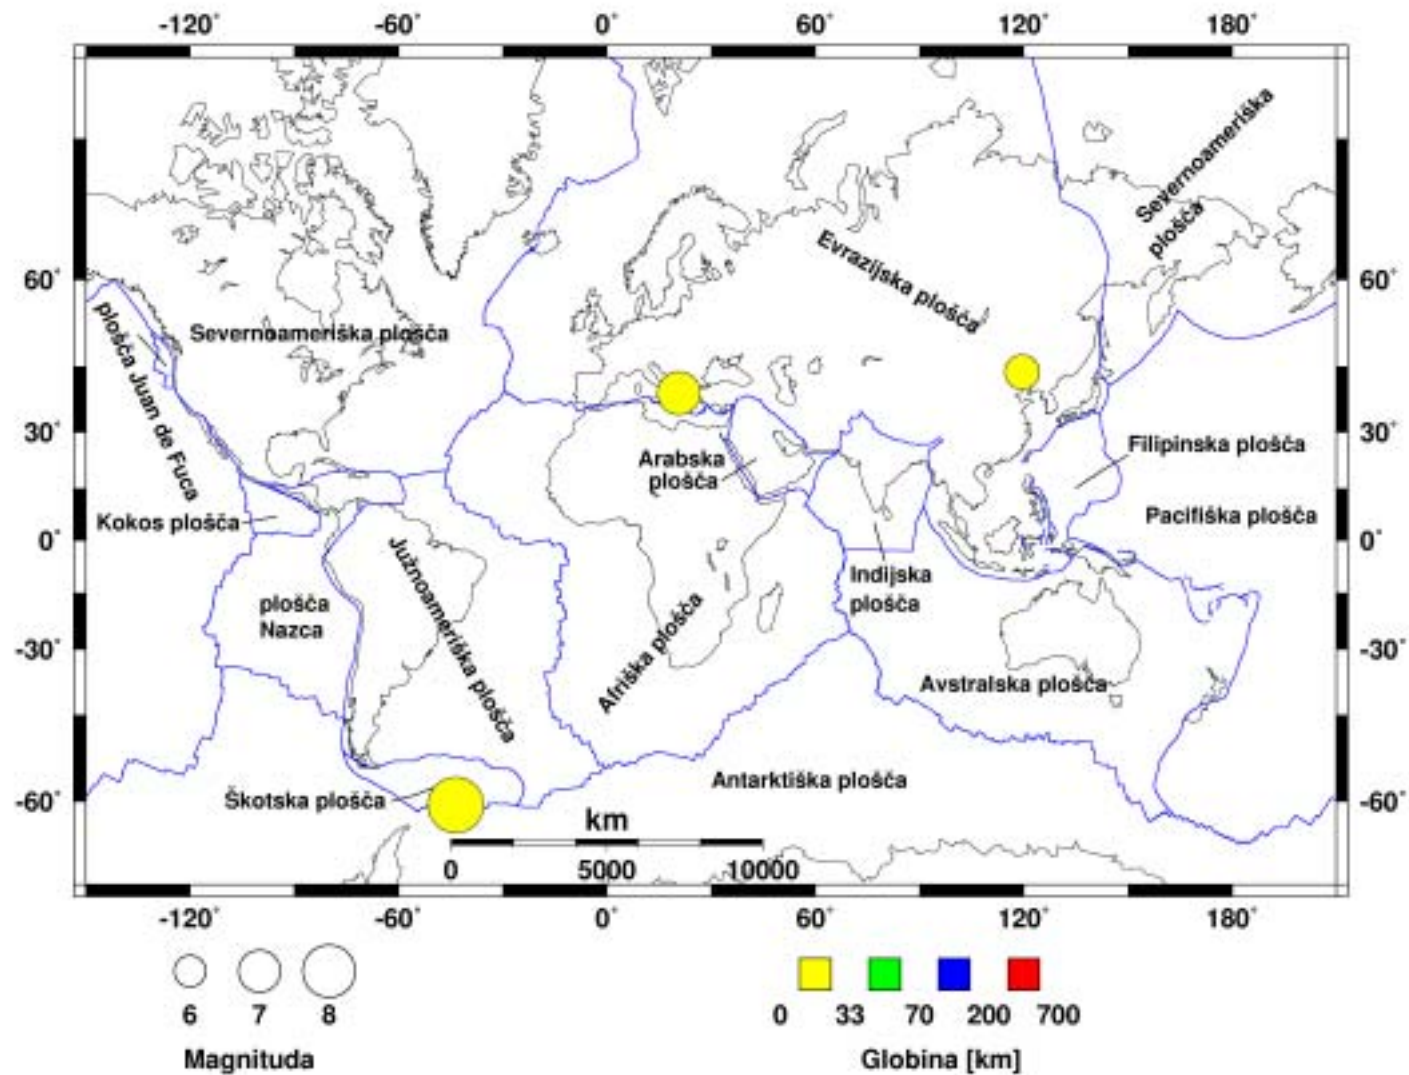 -120° -60° 0° 60° 120° 180°
Severnoameriška
plošča
Evrazijska plošča
60° 60°
plošča Juan de Fuca
Severnoameriška plošča
30° 30°
Filipinska plošča
Arabska
plošča
Kokos plošča
Pacifiška plošča
0° 0°
Južnoameriška plošča
Indijska
plošča
plošča
Nazca
Afriška plošča
-30° -30°
Avstralska plošča
Antarktiška plošča
Škotska plošča
-60° -60°
km
0 5000 10000
-120° -60° 0° 60° 120° 180°
6 7 8
Magnituda
0 33 70 200 700
Globina [km]